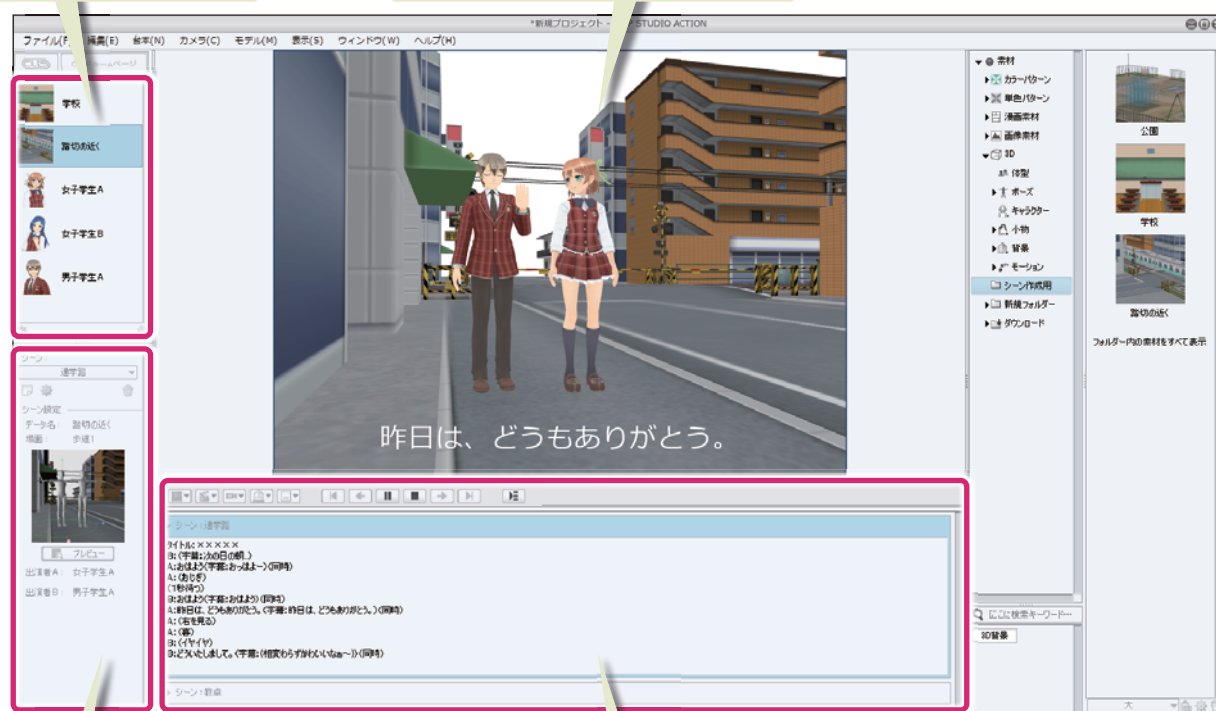 *新規プロジェクト - STUDIO ACTION
ファイル(F) 編集(E) 台本(N) カメラ(C) モデル(M) 表示(S) ウィンドウ(W) ヘルプ(H)
学校
踏切の近く
女子学生A
女子学生B
男子学生A
シーン:
通学路
シーン設定
データ名: 踏切の近く
場面: 歩道1
プレビュー
出演者A: 女子学生A
出演者B: 男子学生A
昨日は、どうもありがとう。
シーン:通学路
タイトル:×××××
B:(字幕:次の日の朝..)
A:おはよう(字幕:おっはよ〜)(同時)
A:(おじぎ)
(1秒待つ)
B:おはよう(字幕:おはよう)(同時)
A:昨日は、どうもありがとう。(字幕:昨日は、どうもありがとう。)(同時)
A:(右を見る)
A:(喜)
B:(イヤイヤ)
B:どういたしまして。(字幕:(相変わらずかわいいなぁ〜))(同時)
シーン:教卓
素材
カラーパターン
単色パターン
漫画素材
画像素材
3D
体型
ポーズ
キャラクター
小物
背景
モーション
シーン作成用
新規フォルダー
ダウンロード
ここに検索キーワード…
3D背景
公園
学校
踏切の近く
フォルダー内の素材をすべて表示
大